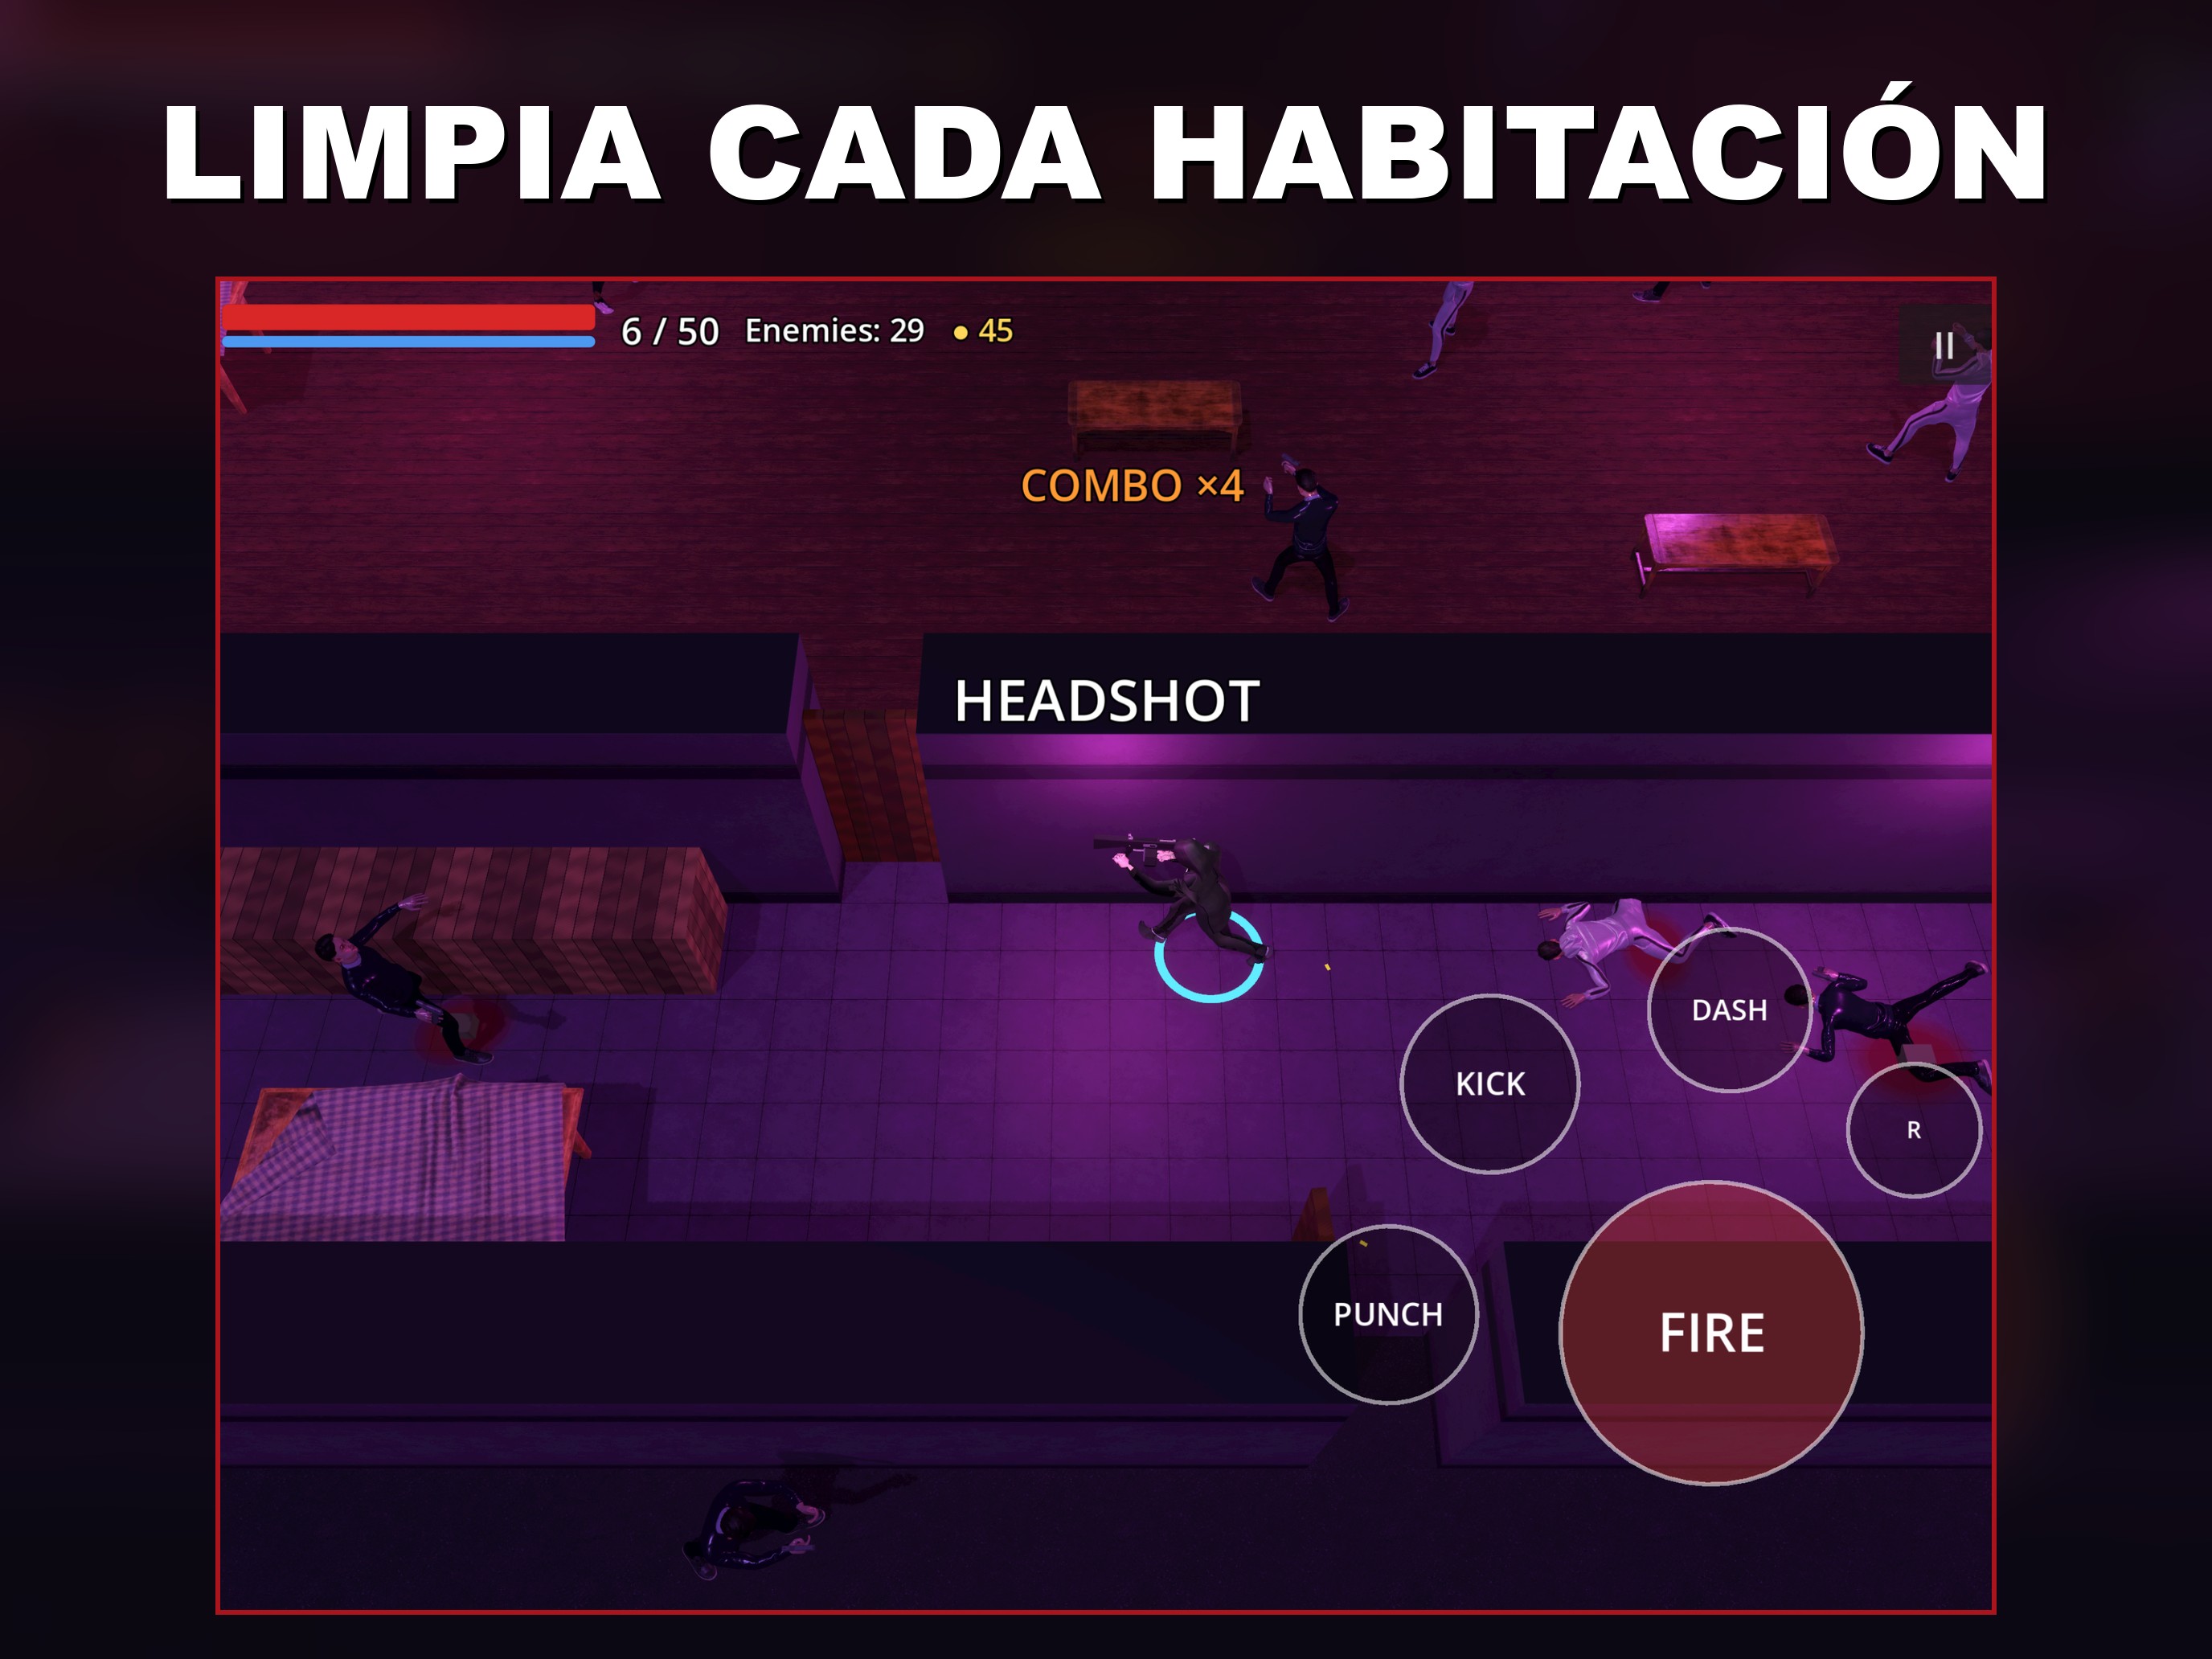 LIMPIA CADA HABITACIÓN
6 / 50 Enemies: 29 45
COMBO ×4
HEADSHOT
DASH
KICK
R
PUNCH
FIRE